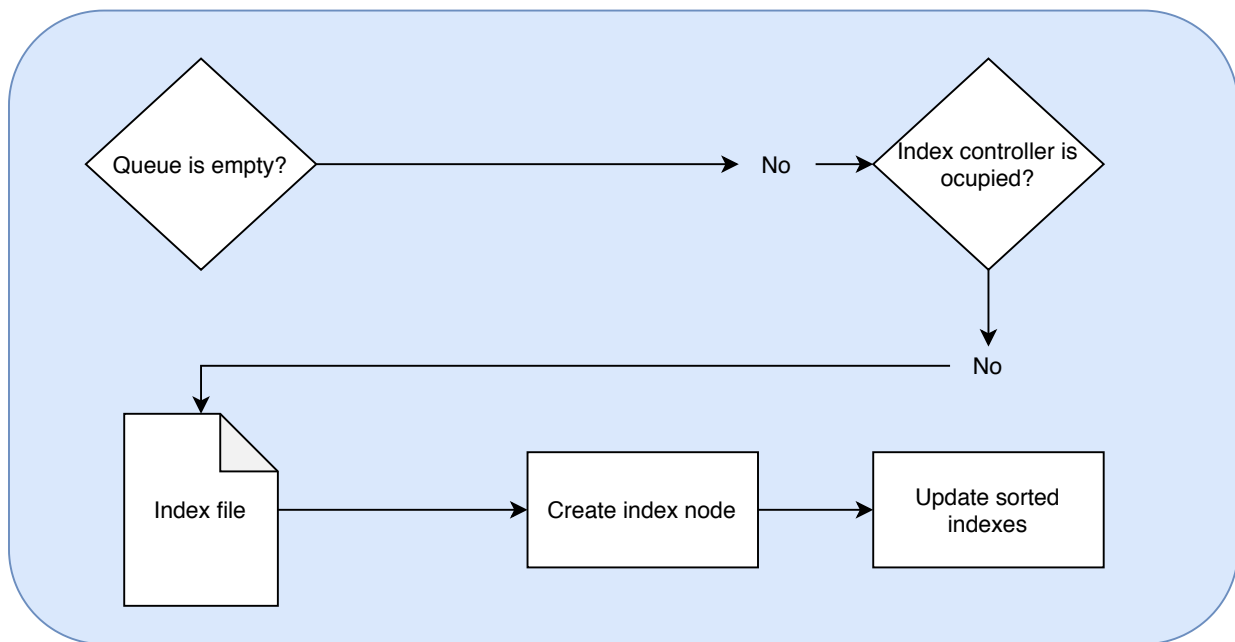 Queue is empty?
No
Index controller is
ocupied?
No
Index file
Create index node
Update sorted
indexes